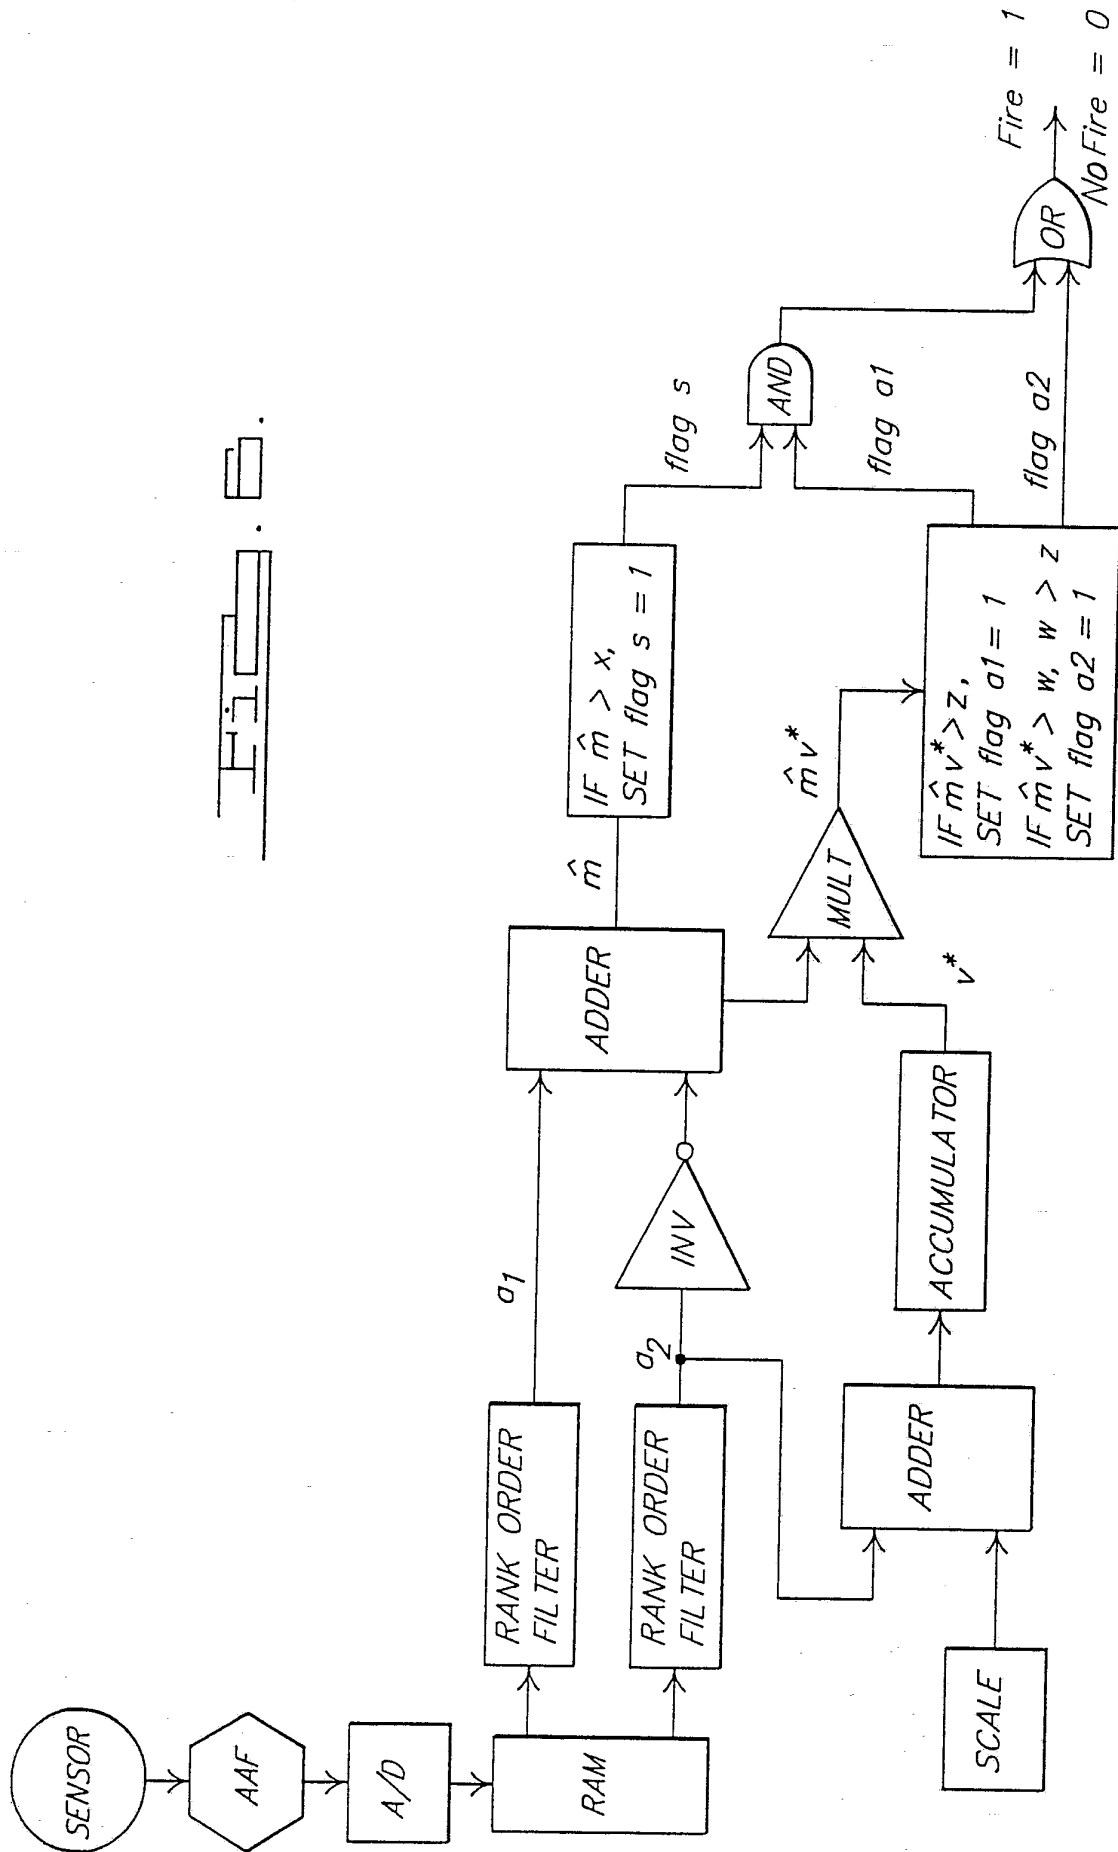 SENSOR
AAF
A/D
RAM
RANK ORDER
FILTER
a1
RANK ORDER
FILTER
a2
INV
ADDER
m̂
IF m̂ > x,
SET flag s = 1
flag s
SCALE
ADDER
ACCUMULATOR
v*
MULT
m̂v*
IF m̂v* > z,
SET flag a1 = 1
IF m̂v* > w, w > z
SET flag a2 = 1
flag a1
flag a2
AND
OR
Fire = 1
No Fire = 0